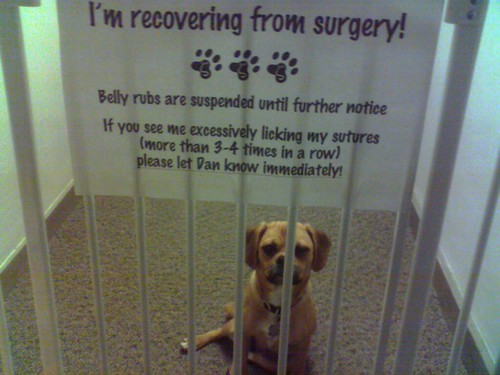 I'm recovering from surgery!
Belly rubs are suspended until further notice
If you see me excessively licking my sutures
(more than 3-4 times in a row)
please let Dan know immediately!